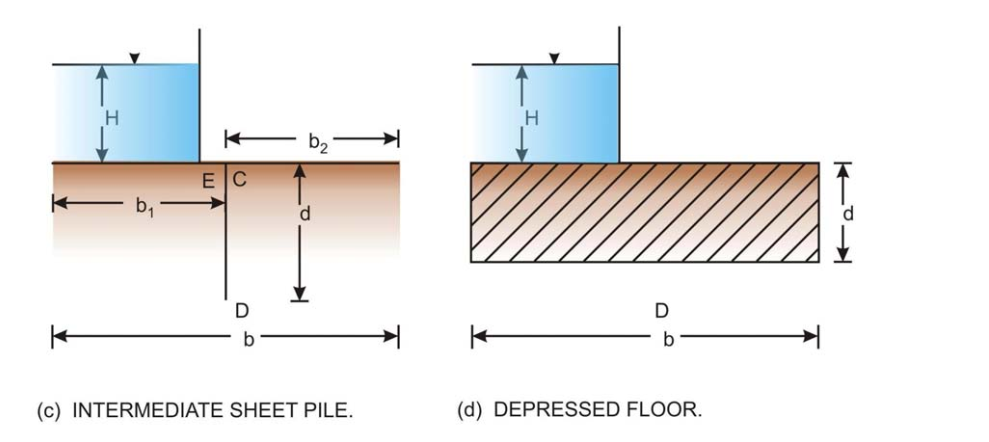 H
b₂
E C
b₁
d
D
b
(c) INTERMEDIATE SHEET PILE.
H
d
D
b
(d) DEPRESSED FLOOR.